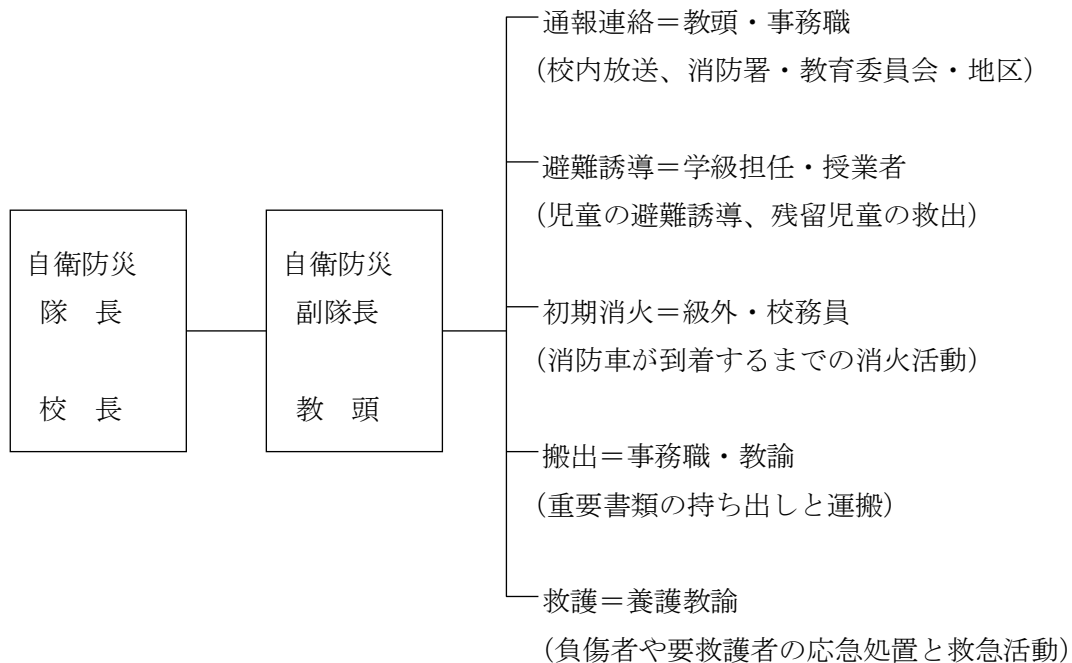 自衛防災
隊　長
校　長
自衛防災
副隊長
教　頭
通報連絡＝教頭・事務職
（校内放送、消防署・教育委員会・地区）
避難誘導＝学級担任・授業者
（児童の避難誘導、残留児童の救出）
初期消火＝級外・校務員
（消防車が到着するまでの消火活動）
搬出＝事務職・教諭
（重要書類の持ち出しと運搬）
救護＝養護教諭
（負傷者や要救護者の応急処置と救急活動）